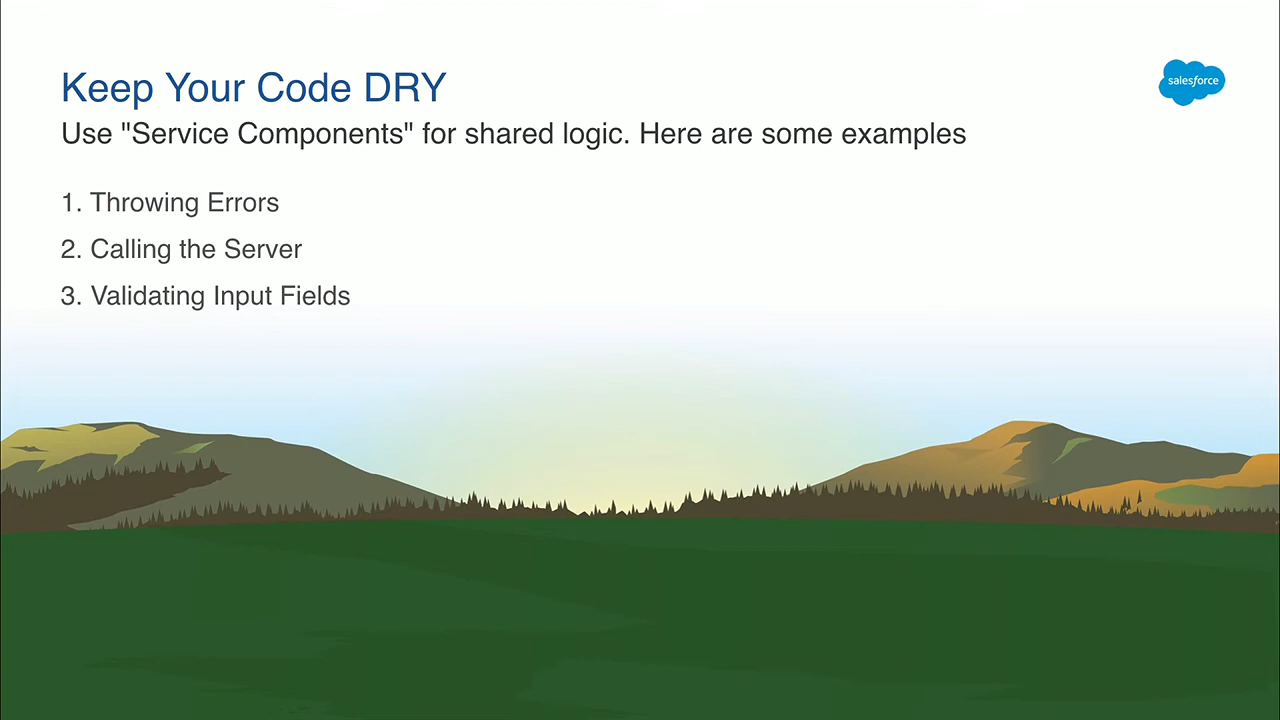 Keep Your Code DRY
salesforce
Use "Service Components" for shared logic. Here are some examples
1. Throwing Errors
2. Calling the Server
3. Validating Input Fields